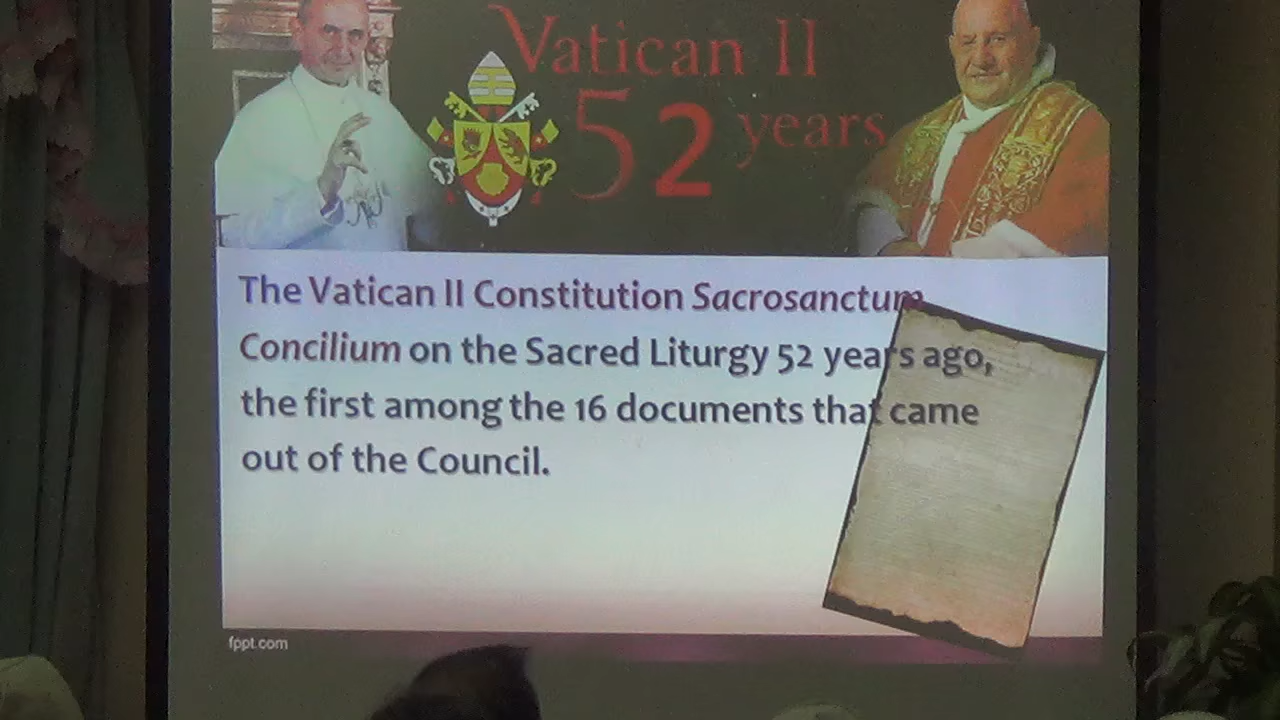 Vatican II
52 years
The Vatican II Constitution Sacrosanctum
Concilium on the Sacred Liturgy 52 years ago,
the first among the 16 documents that came
out of the Council.
fppt.com